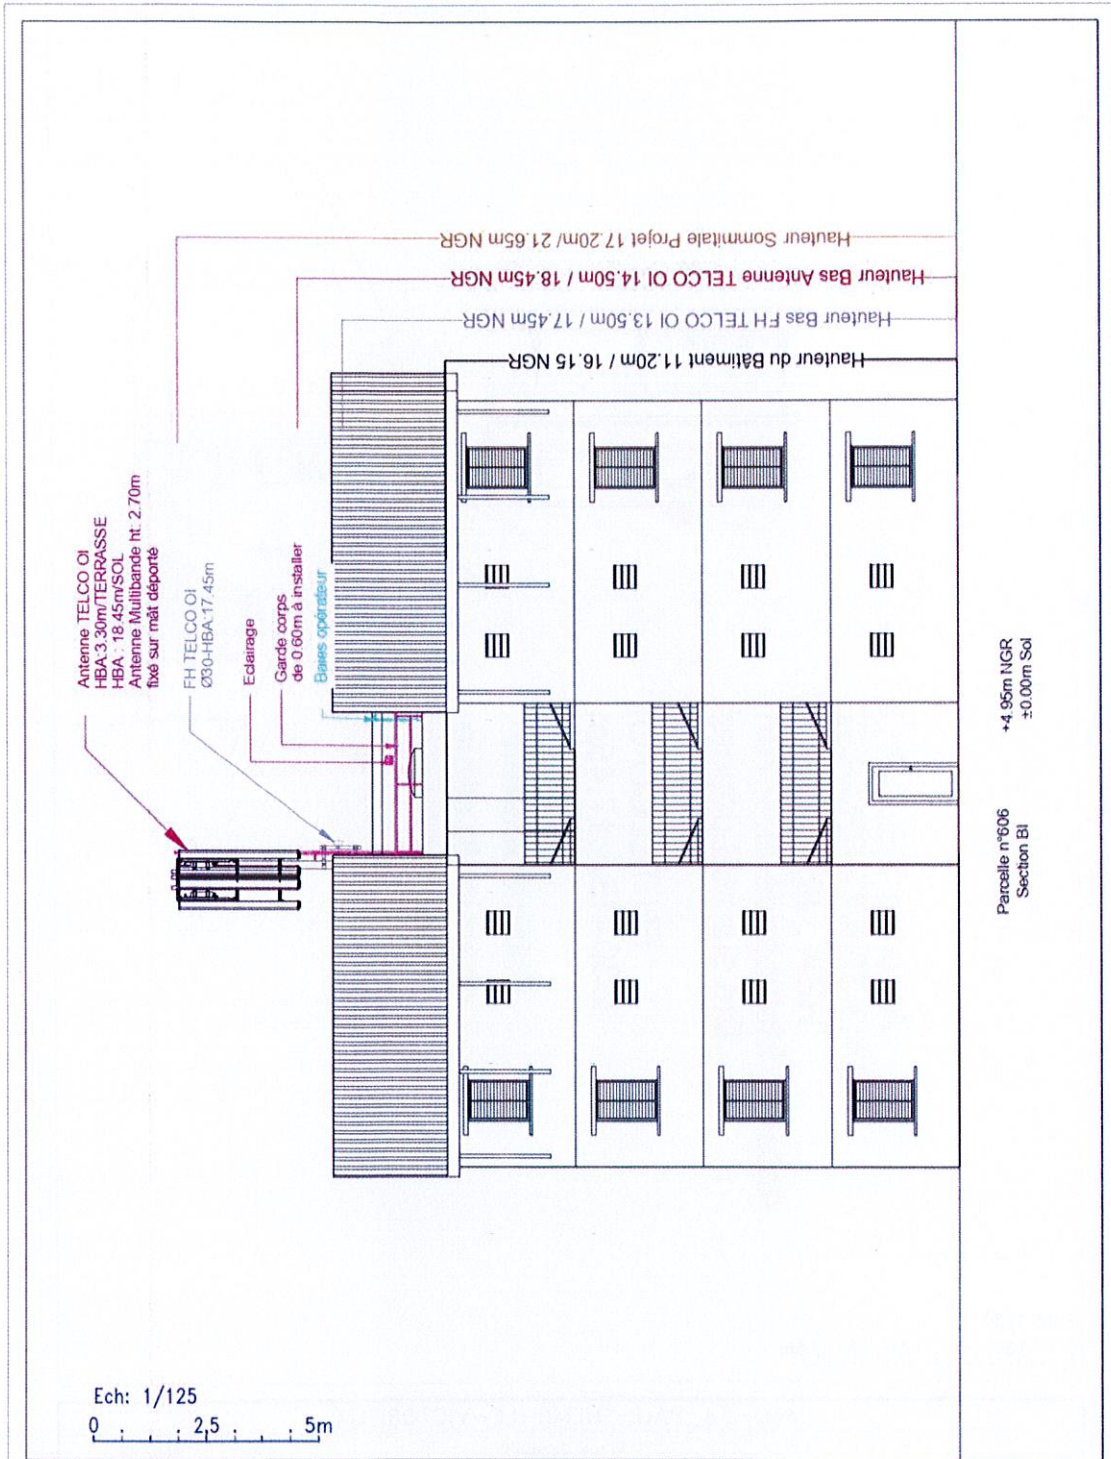 Hauteur Sommitale Projet 17.20m/ 21.65m NGR
Hauteur Bas Antenne TELCO OI 14.50m / 18.45m NGR
Hauteur Bas FH TELCO OI 13.50m / 17.45m NGR
Hauteur du Bâtiment 11.20m / 16.15 NGR
Antenne TELCO OI
HBA:3.30m/TERRASSE
HBA : 18.45m/SOL
Antenne Multibande ht: 2.70m
fixé sur mât déporté
FH TELCO OI
Ø30-HBA:17.45m
Eclairage
Garde corps
de 0.60m à installer
Baies opérateur
+4.95m NGR
±0.00m Sol
Parcelle n°606
Section BI
Ech: 1/125
0 2,5 5m